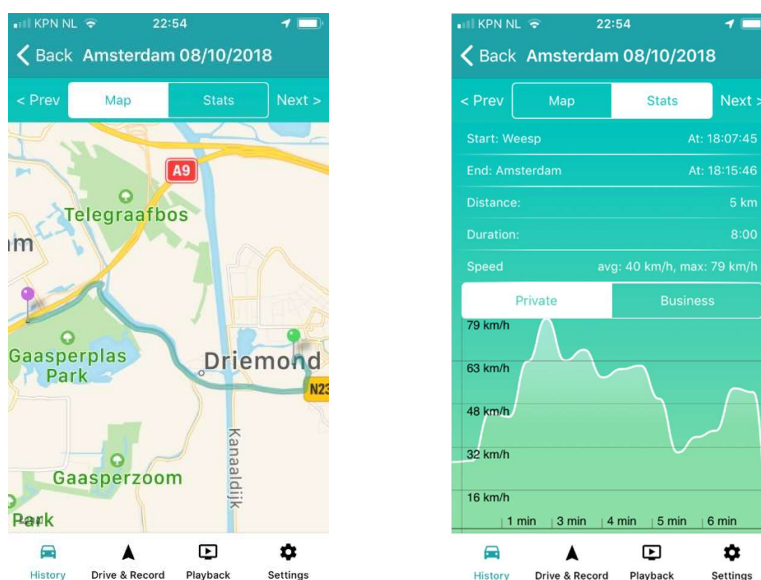 KPN NL 22:54
Back Amsterdam 08/10/2018
< Prev Map Stats Next >
A9
Telegraafbos
am
Gaasperplas
Park
Driemond
N23
Kanaaldijk
Gaasperzoom
Park
History Drive & Record Playback Settings
KPN NL 22:54
Back Amsterdam 08/10/2018
< Prev Map Stats Next >
Start: Weesp At: 18:07:45
End: Amsterdam At: 18:15:46
Distance: 5 km
Duration: 8:00
Speed avg: 40 km/h, max: 79 km/h
Private Business
79 km/h
63 km/h
48 km/h
32 km/h
16 km/h
1 min 3 min 4 min 5 min 6 min
History Drive & Record Playback Settings